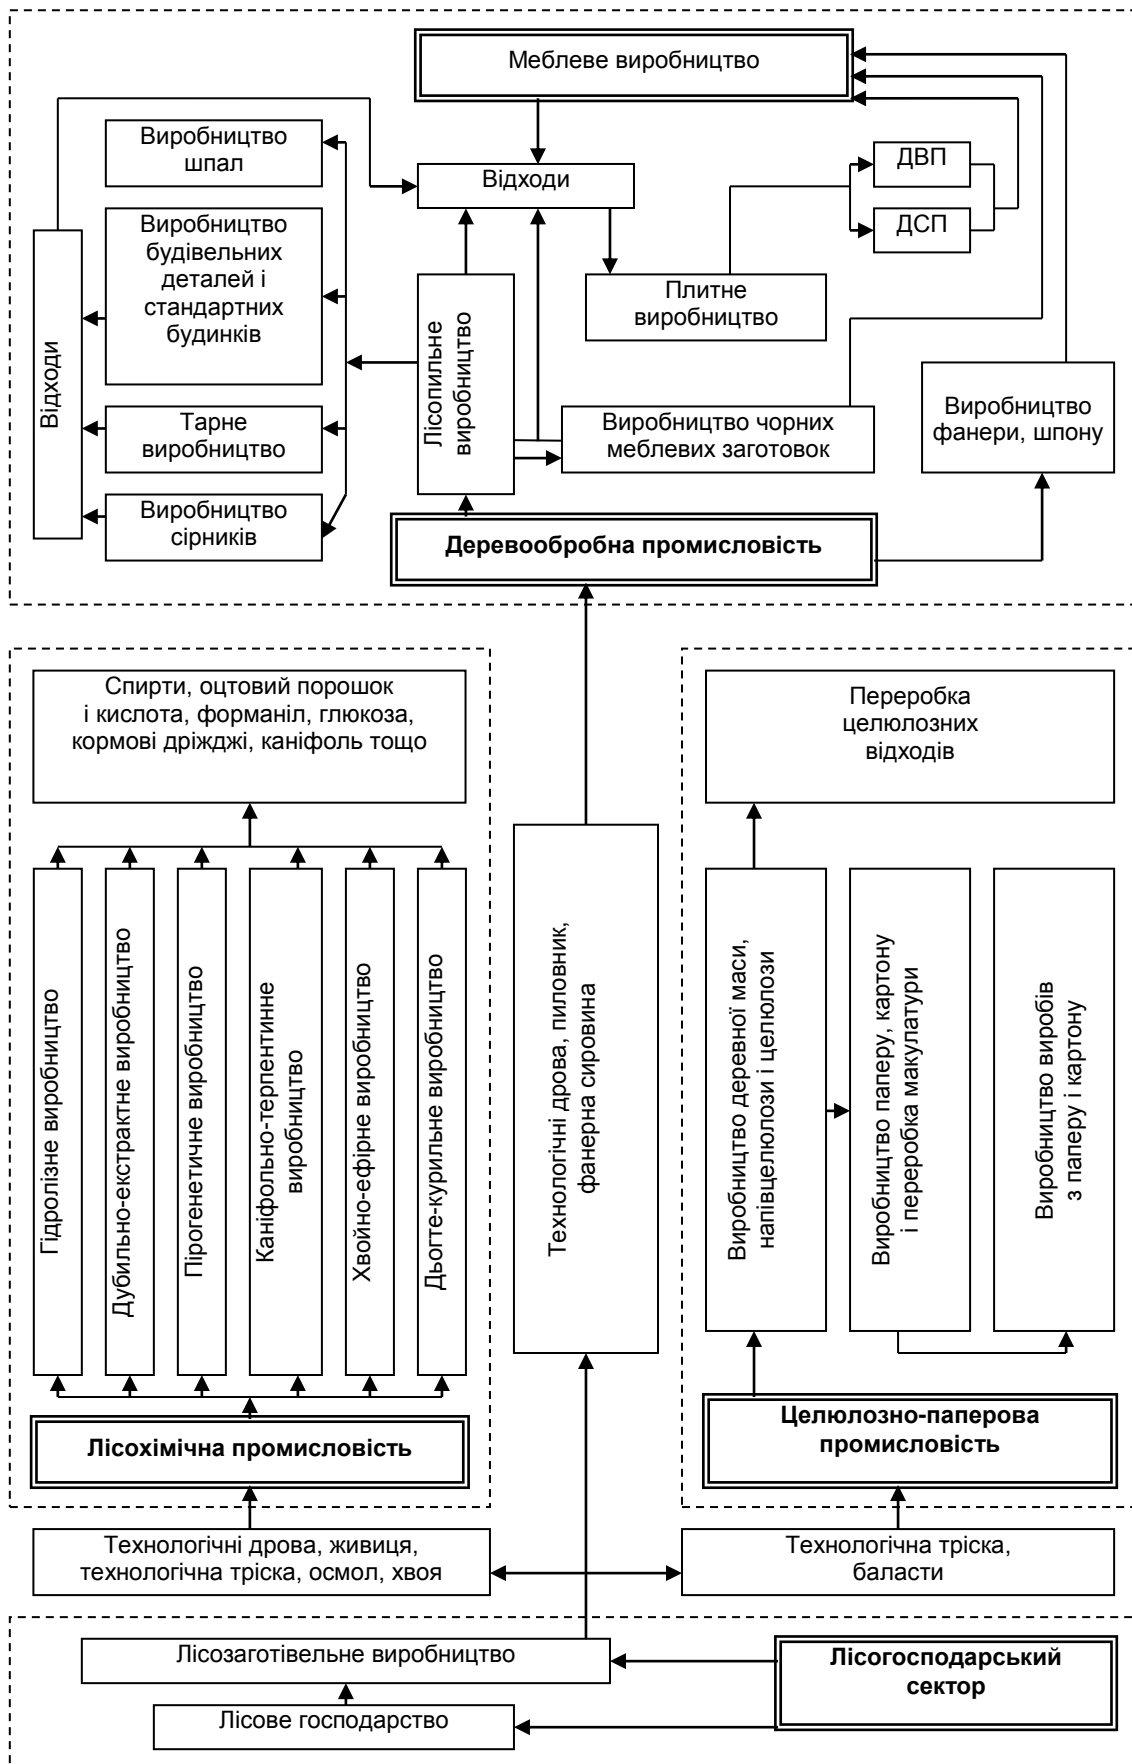 Меблеве виробництво
Виробництво
шпал
Відходи
ДВП
ДСП
Виробництво
будівельних
деталей і
стандартних
будинків
Відходи
Лісопильне
виробництво
Плитне
виробництво
Тарне
виробництво
Виробництво чорних
меблевих заготовок
Виробництво
фанери, шпону
Виробництво
сірників
Деревообробна промисловість
Спирти, оцтовий порошок
і кислота, форманіл, глюкоза,
кормові дріжджі, каніфоль тощо
Переробка
целюлозних
відходів
Гідролізне виробництво
Дубильно-екстрактне виробництво
Пірогенетичне виробництво
Каніфольно-терпентинне
виробництво
Хвойно-ефірне виробництво
Дьогте-курильне виробництво
Технологічні дрова, пиловник,
фанерна сировина
Виробництво деревної маси,
напівцелюлози і целюлози
Виробництво паперу, картону
і переробка макулатури
Виробництво виробів
з паперу і картону
Лісохімічна промисловість
Целюлозно-паперова
промисловість
Технологічні дрова, живиця,
технологічна тріска, осмол, хвоя
Технологічна тріска,
баласти
Лісозаготівельне виробництво
Лісогосподарський
сектор
Лісове господарство